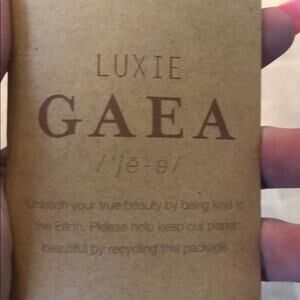 LUXIE
GAEA
/'jē-ə/
Unleash your true beauty by being kind to
the Earth. Please help keep our planet
beautiful by recycling this package.